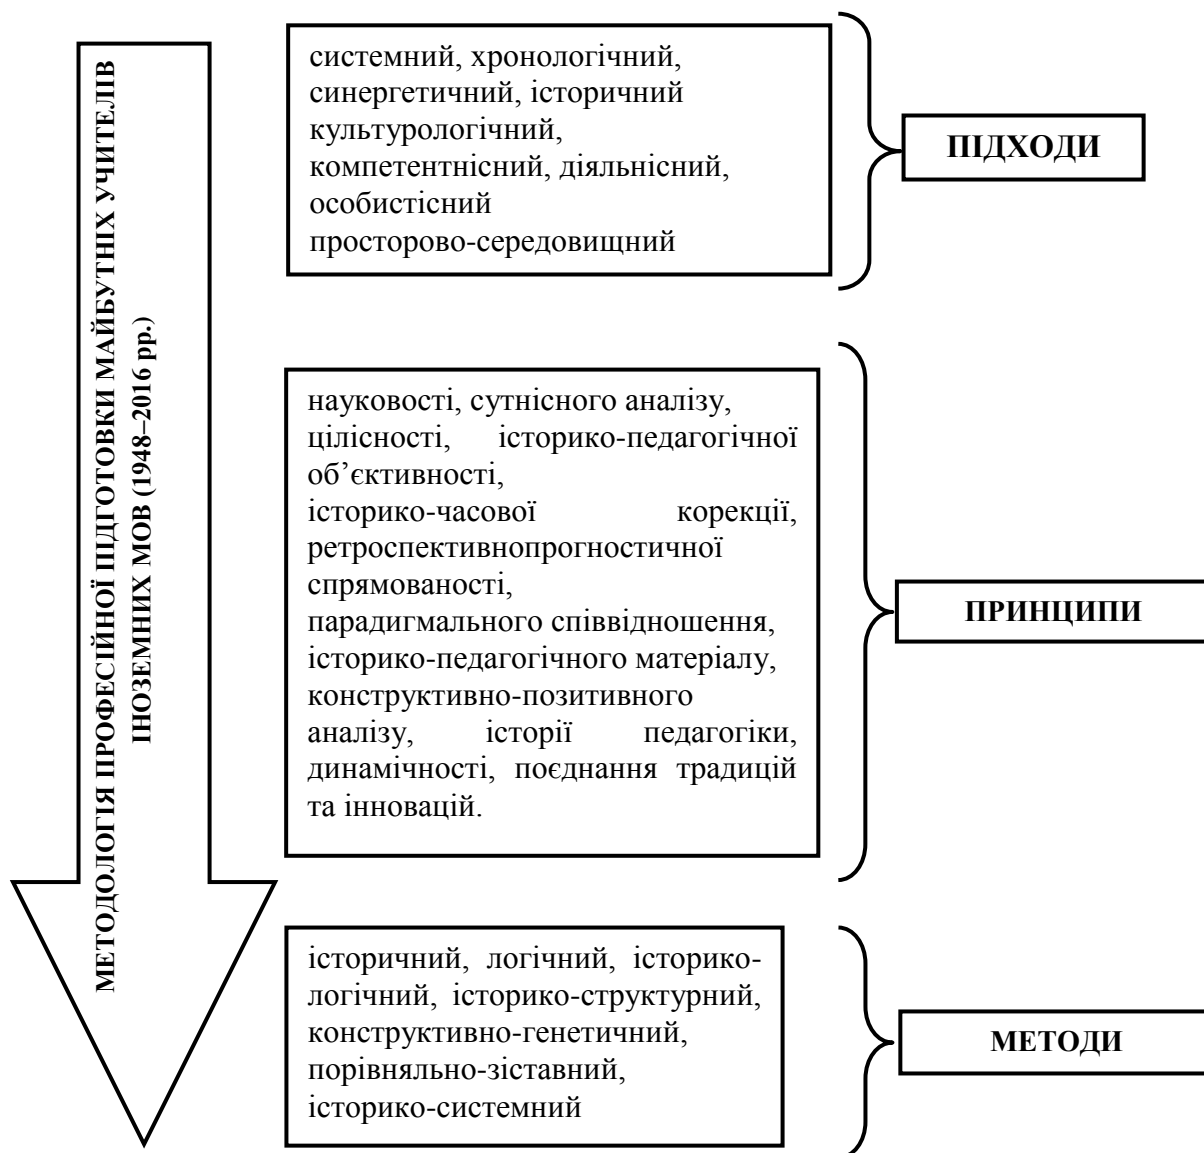 МЕТОДОЛОГІЯ ПРОФЕСІЙНОЇ ПІДГОТОВКИ МАЙБУТНІХ УЧИТЕЛІВ
ІНОЗЕМНИХ МОВ (1948–2016 рр.)
системний, хронологічний,
синергетичний, історичний
культурологічний,
компетентнісний, діяльнісний,
особистісний
просторово-середовищний
ПІДХОДИ
науковості, сутнісного аналізу,
цілісності, історико-педагогічної
об’єктивності,
історико-часової корекції,
ретроспективнопрогностичної
спрямованості,
парадигмального співвідношення,
історико-педагогічного матеріалу,
конструктивно-позитивного
аналізу, історії педагогіки,
динамічності, поєднання традицій
та інновацій.
ПРИНЦИПИ
історичний, логічний, історико-
логічний, історико-структурний,
конструктивно-генетичний,
порівняльно-зіставний,
історико-системний
МЕТОДИ